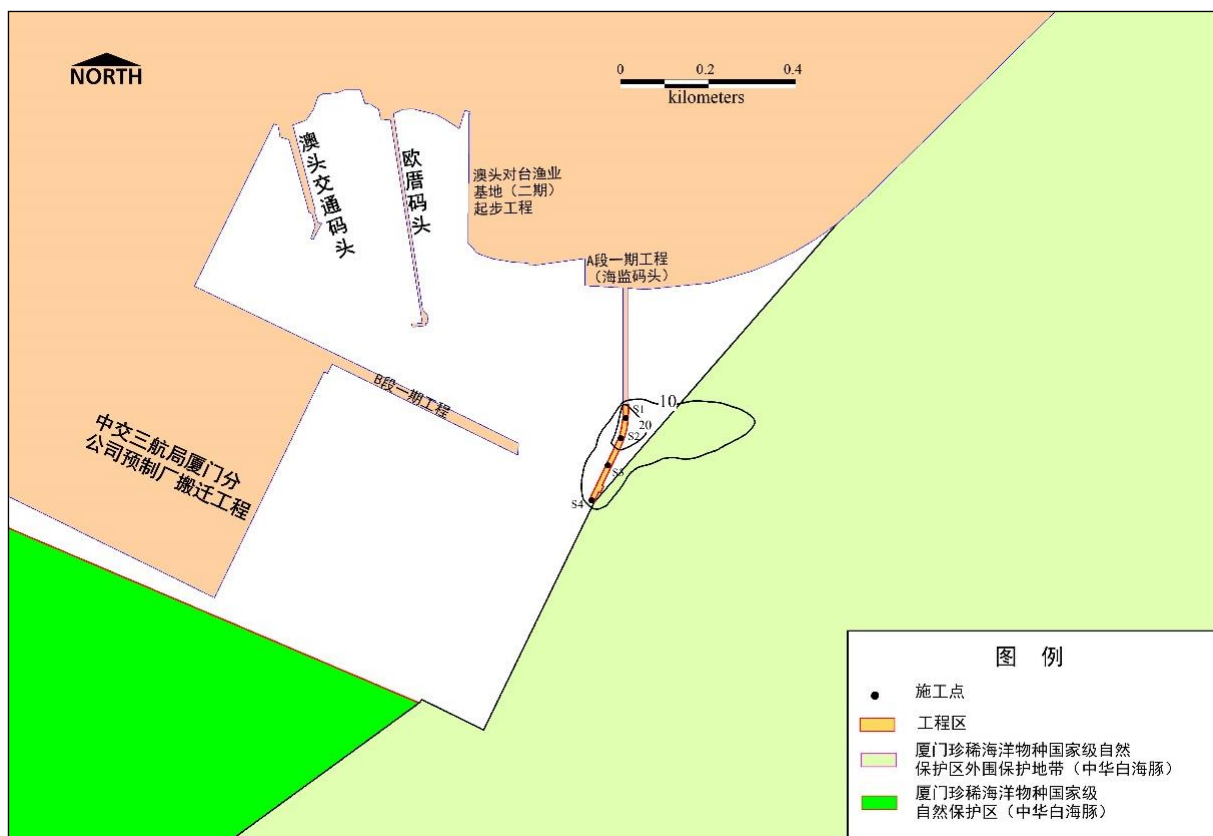 NORTH
0 0.2 0.4
kilometers
澳头交通码头
欧厝码头
澳头对台渔业
基地（二期）
起步工程
A段一期工程
（海监码头）
B段一期工程
中交三航局厦门分
公司预制厂搬迁工程
S1
10
20
S2
S3
S4
图 例
施工点
工程区
厦门珍稀海洋物种国家级自然
保护区外围保护地带（中华白海豚）
厦门珍稀海洋物种国家级
自然保护区（中华白海豚）